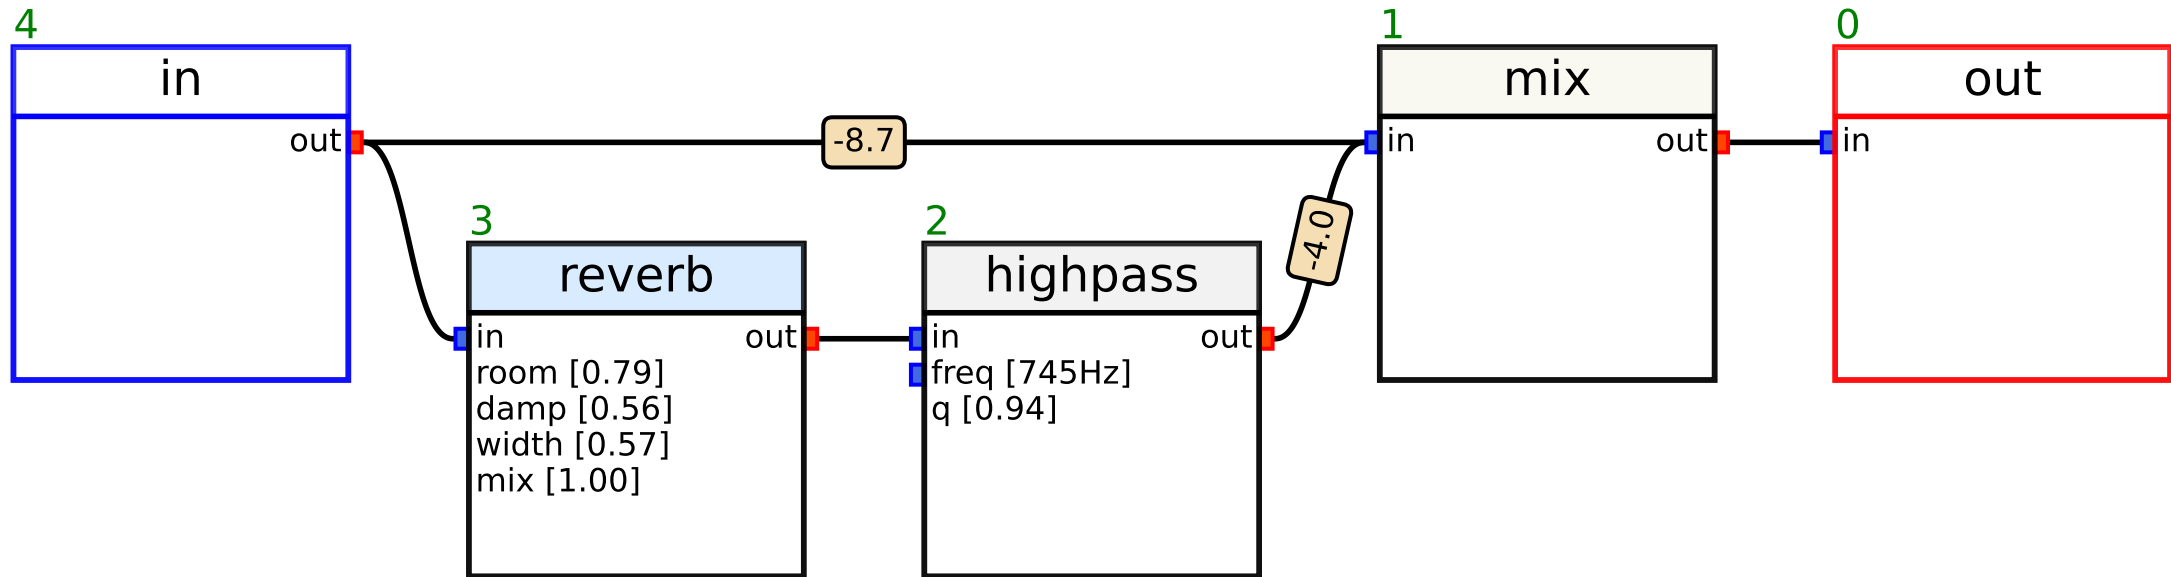 4
in
out
-8.7
3
reverb
in
out
room [0.79]
damp [0.56]
width [0.57]
mix [1.00]
2
highpass
in
out
freq [745Hz]
q [0.94]
-4.0
1
mix
in
out
0
out
in